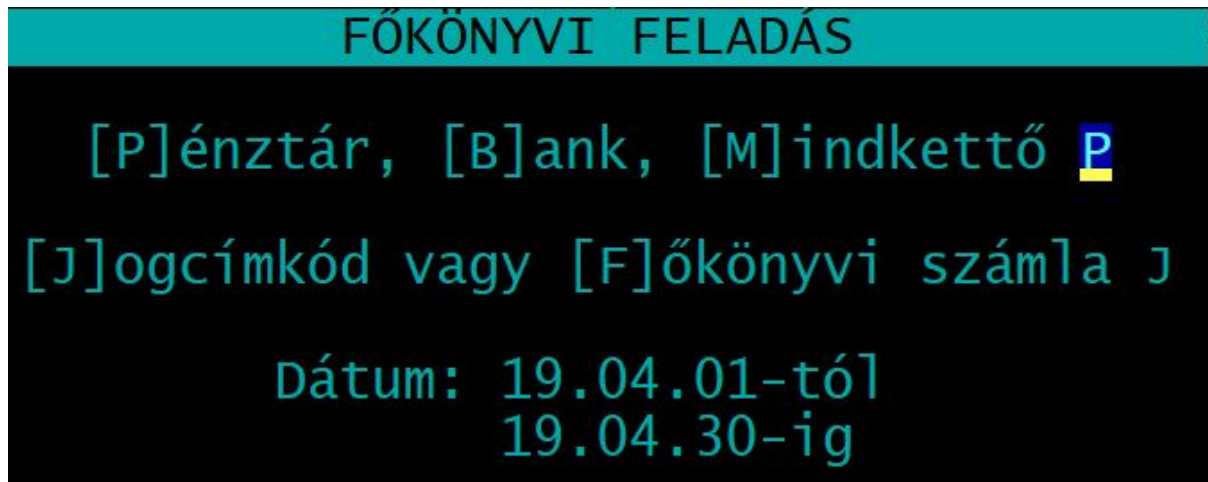 FŐKÖNYVI FELADÁS
[P]énztár, [B]ank, [M]indkettő P
[J]ogcímkód vagy [F]őkönyvi számla J
Dátum: 19.04.01-tól
19.04.30-ig